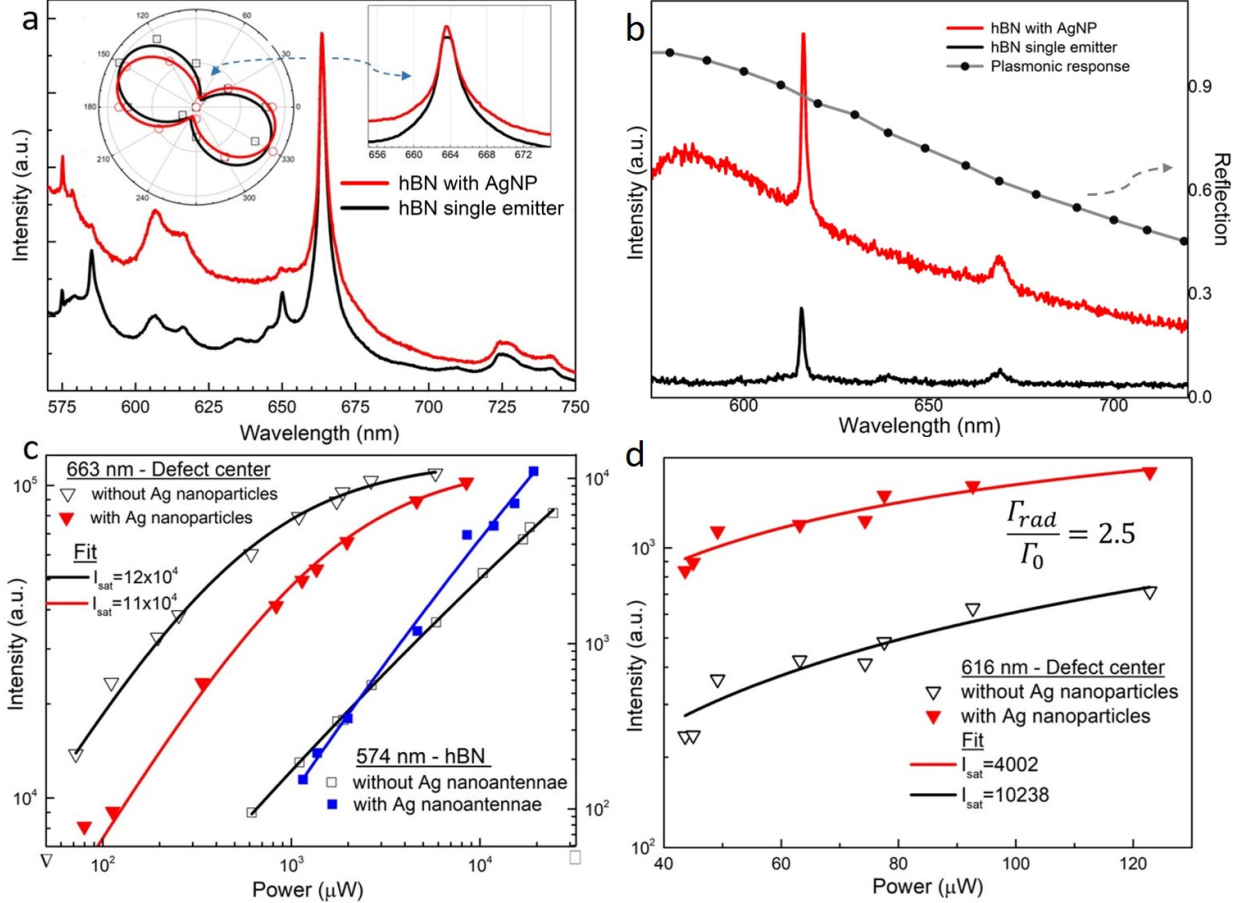 a
120
60
150
30
180
0
210
330
240
300
656
660
664
668
672
hBN with AgNP
hBN single emitter
Intensity (a.u.)
575
600
625
650
675
700
725
750
Wavelength (nm)
b
hBN with AgNP
hBN single emitter
Plasmonic response
0.9
0.6
0.3
0.0
Intensity (a.u.)
Reflection
600
650
700
Wavelength (nm)
c
663 nm - Defect center
without Ag nanoparticles
with Ag nanoparticles
Fit
I_sat=12x10^4
I_sat=11x10^4
574 nm - hBN
without Ag nanoantennae
with Ag nanoantennae
10^5
10^4
10^4
10^3
10^2
Intensity (a.u.)
10^2
10^3
10^4
Power (μW)
d
Γ_rad/Γ_0 = 2.5
616 nm - Defect center
without Ag nanoparticles
with Ag nanoparticles
Fit
I_sat=4002
I_sat=10238
10^3
10^2
Intensity (a.u.)
40
60
80
100
120
Power (μW)